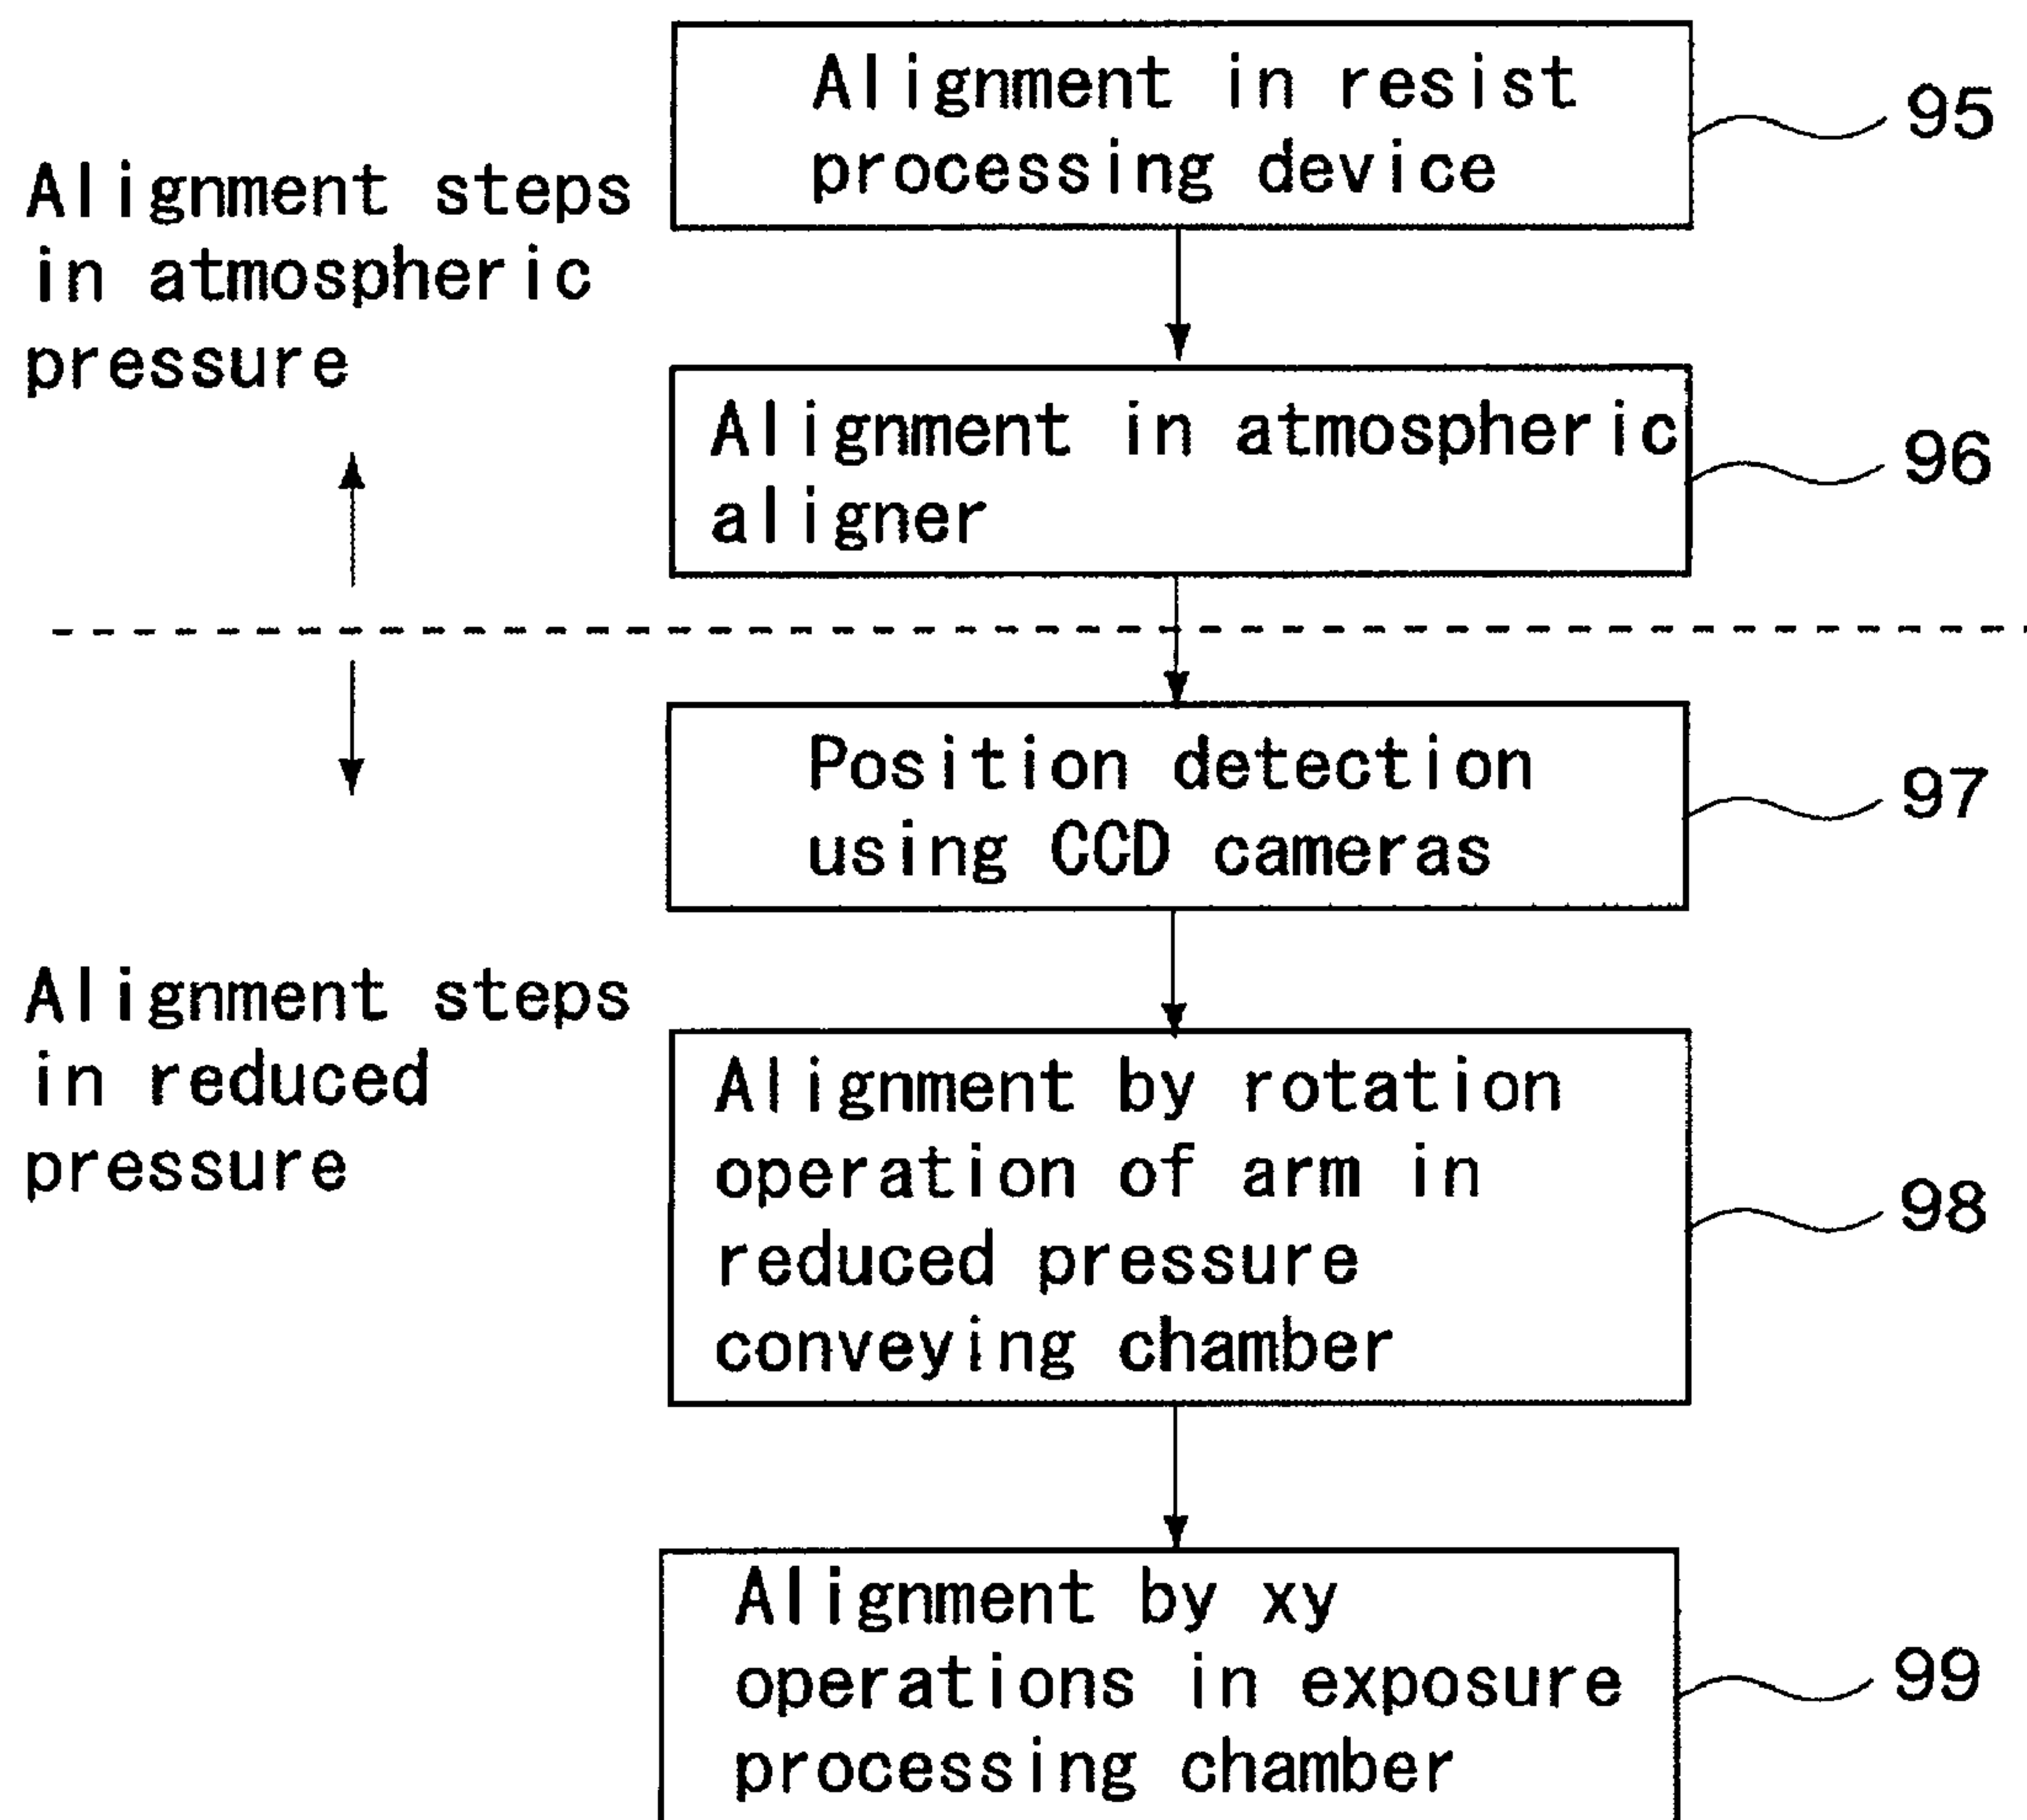 Alignment in resist
processing device
95
Alignment steps
in atmospheric
pressure
Alignment in atmospheric
aligner
96
Position detection
using CCD cameras
97
Alignment steps
in reduced
pressure
Alignment by rotation
operation of arm in
reduced pressure
conveying chamber
98
Alignment by xy
operations in exposure
processing chamber
99